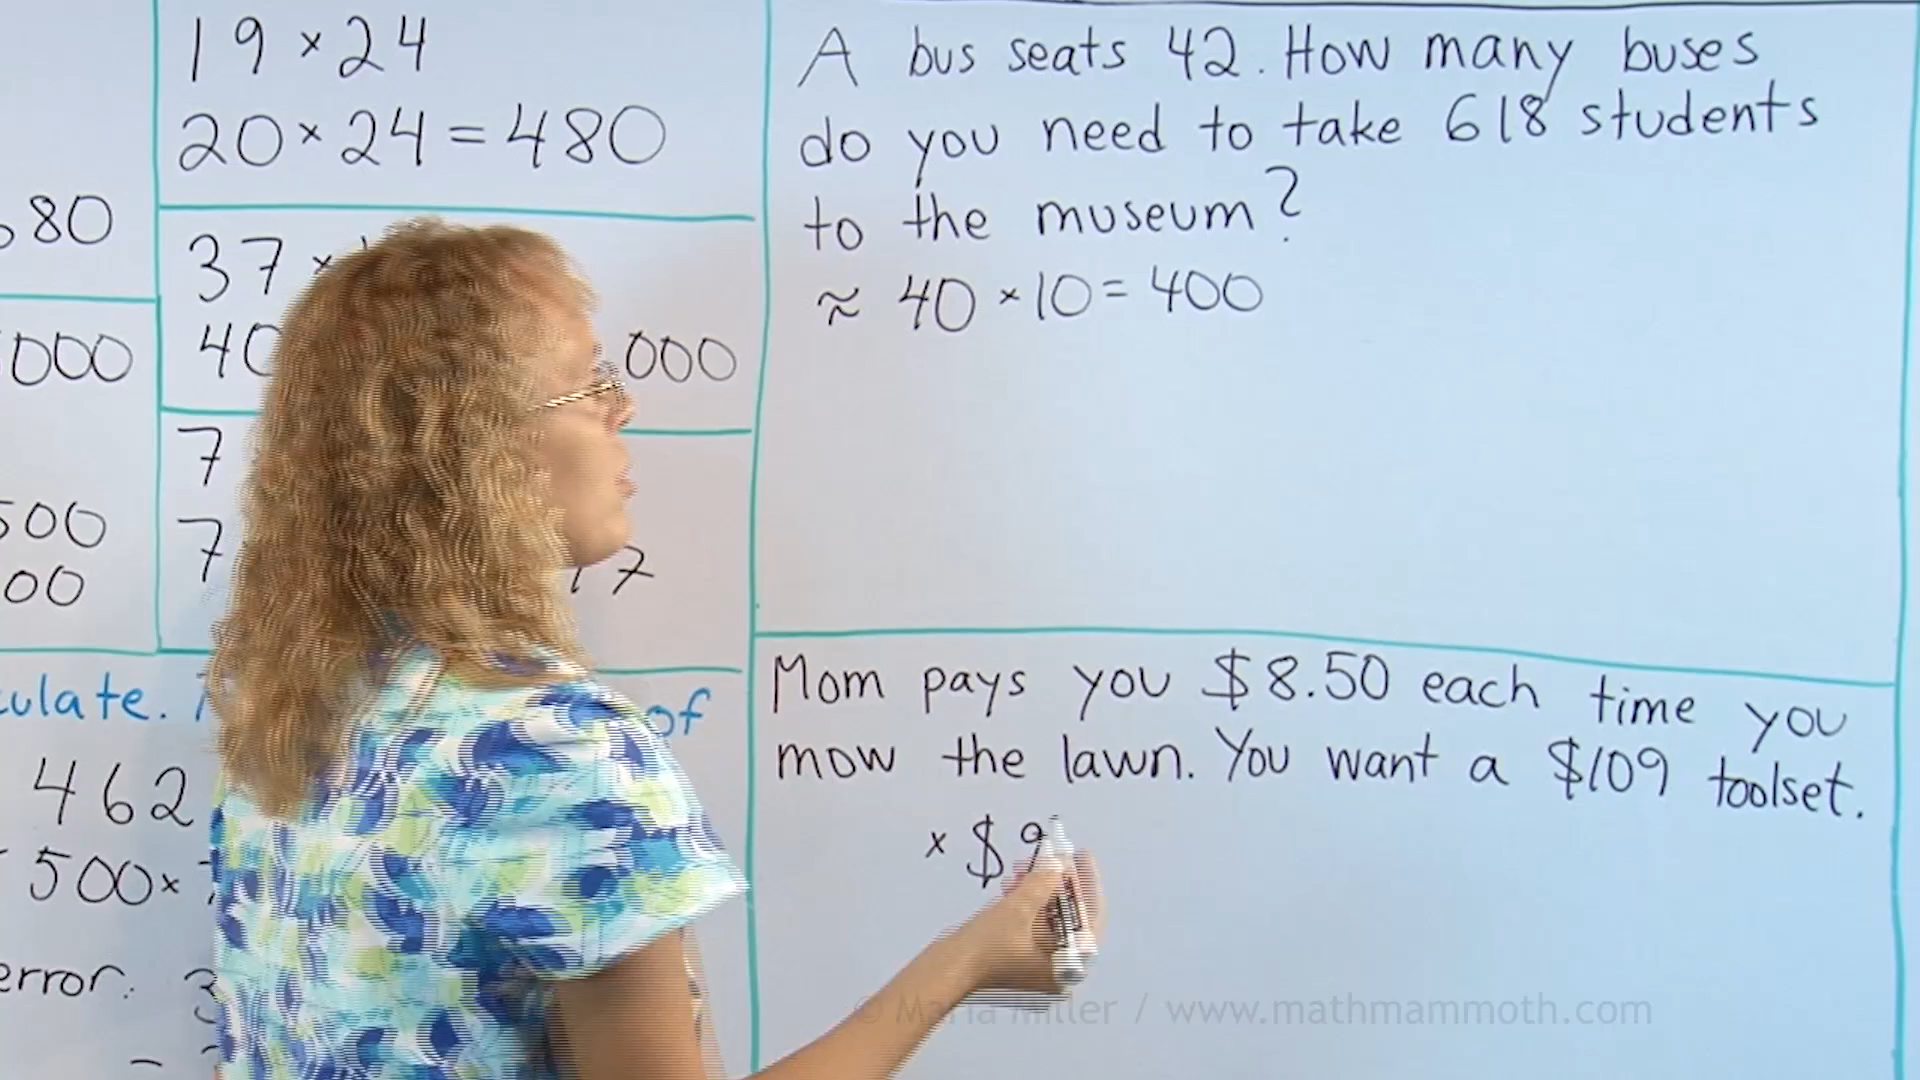 19 × 24
20 × 24 = 480
80
37 ×
40 000
000
7
7 7
500
00
culate. of
462
500 ×
error. 3
A bus seats 42. How many buses
do you need to take 618 students
to the museum?
≈ 40 × 10 = 400
Mom pays you $8.50 each time you
mow the lawn. You want a $109 toolset.
× $9
© Maria Miller / www.mathmammoth.com